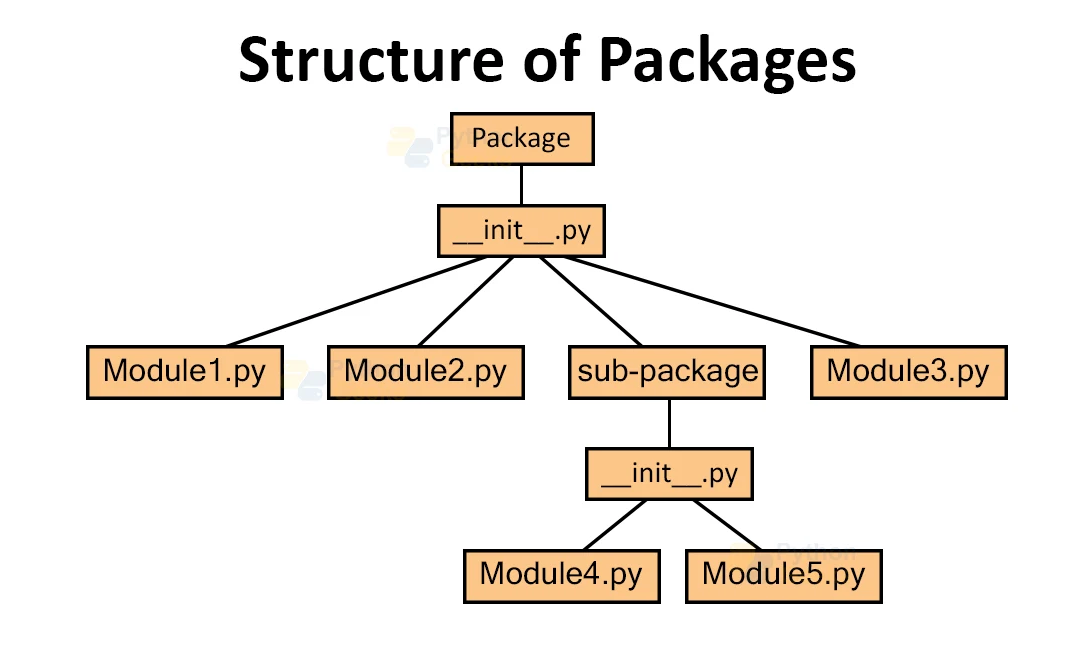 Structure of Packages
Package
__init__.py
Module1.py
Module2.py
sub-package
Module3.py
__init__.py
Module4.py
Module5.py
Python